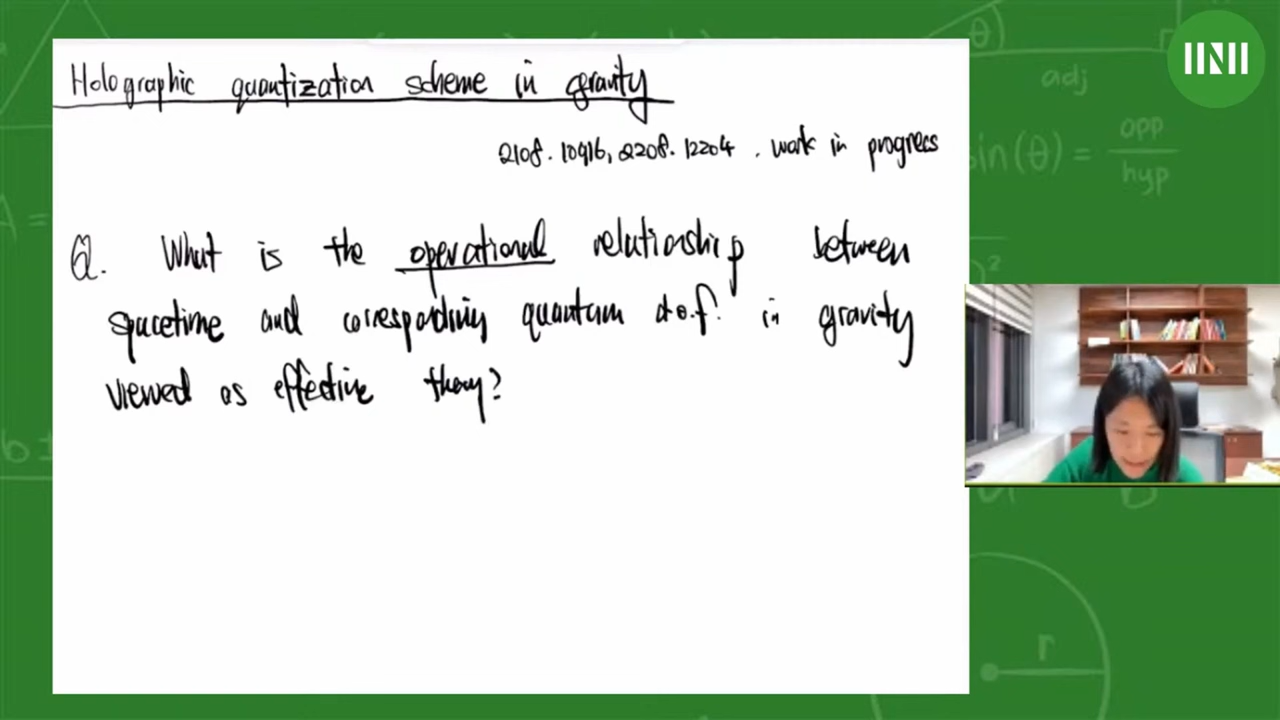 Holographic quantization scheme in gravity
2108.10916, 2208.12204, work in progress
Q. What is the operational relationship between
spacetime and corresponding quantum d.o.f. in gravity
viewed as effective theory?
adj
sin(θ) = opp
hyp
r